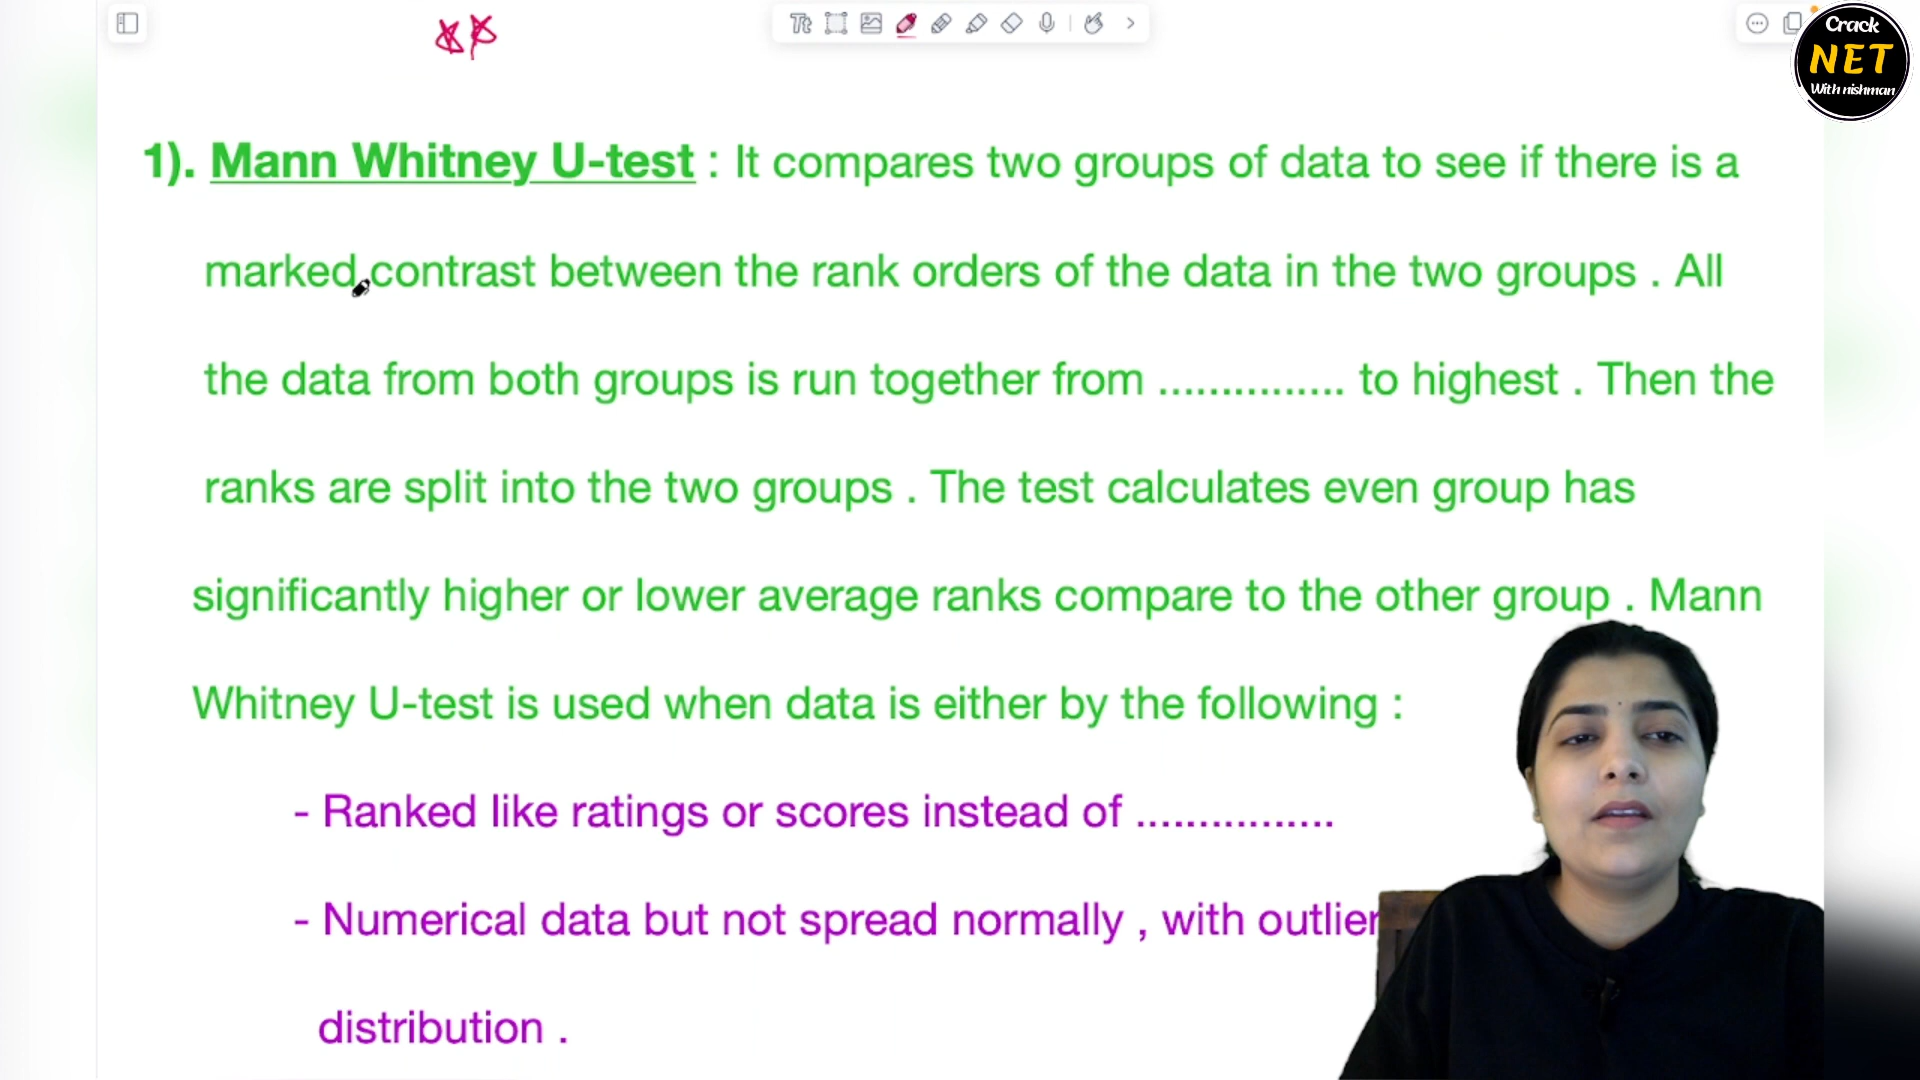 Crack
NET
With nishman
Tt
1). Mann Whitney U-test : It compares two groups of data to see if there is a
marked contrast between the rank orders of the data in the two groups . All
the data from both groups is run together from ............... to highest . Then the
ranks are split into the two groups . The test calculates even group has
significantly higher or lower average ranks compare to the other group . Mann
Whitney U-test is used when data is either by the following :
- Ranked like ratings or scores instead of ................
- Numerical data but not spread normally , with outlier
distribution .